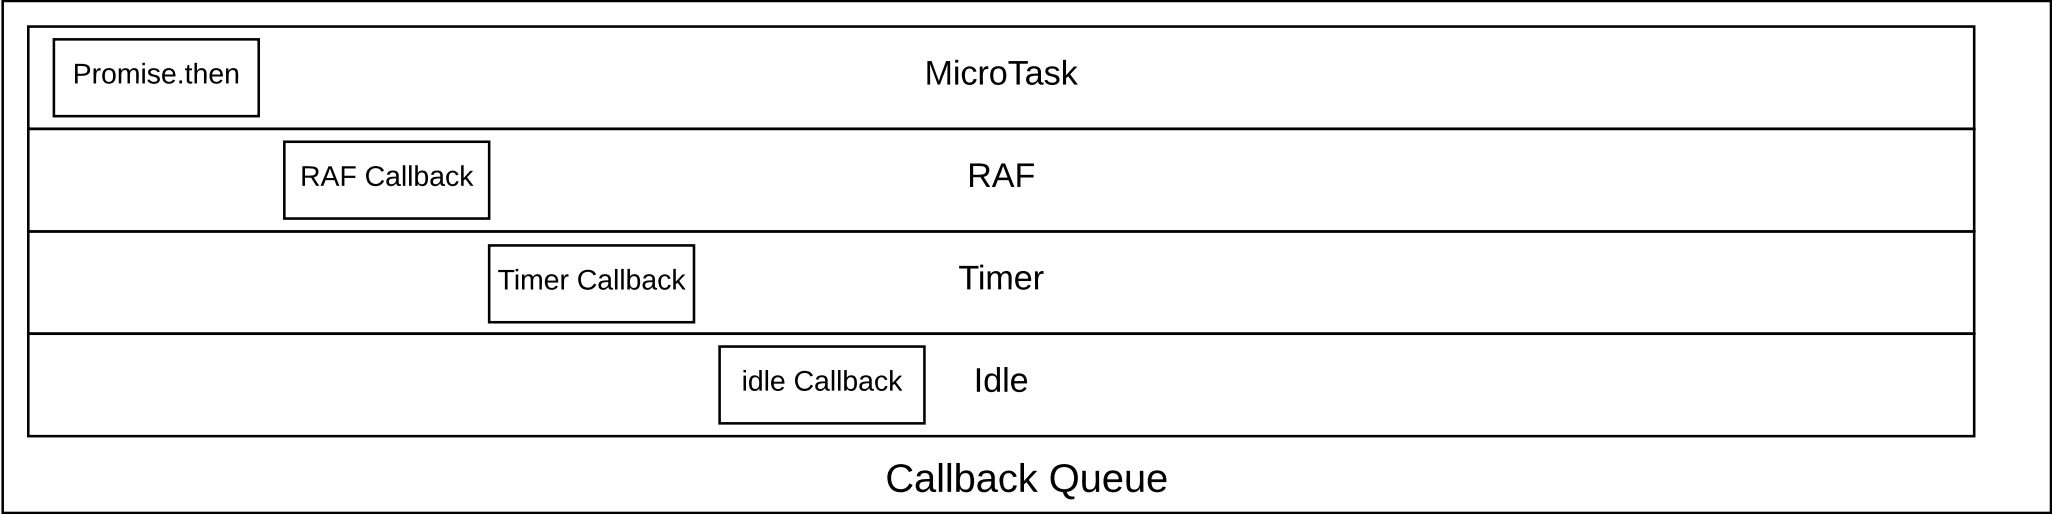 Promise.then
MicroTask
RAF Callback
RAF
Timer Callback
Timer
idle Callback
Idle
Callback Queue